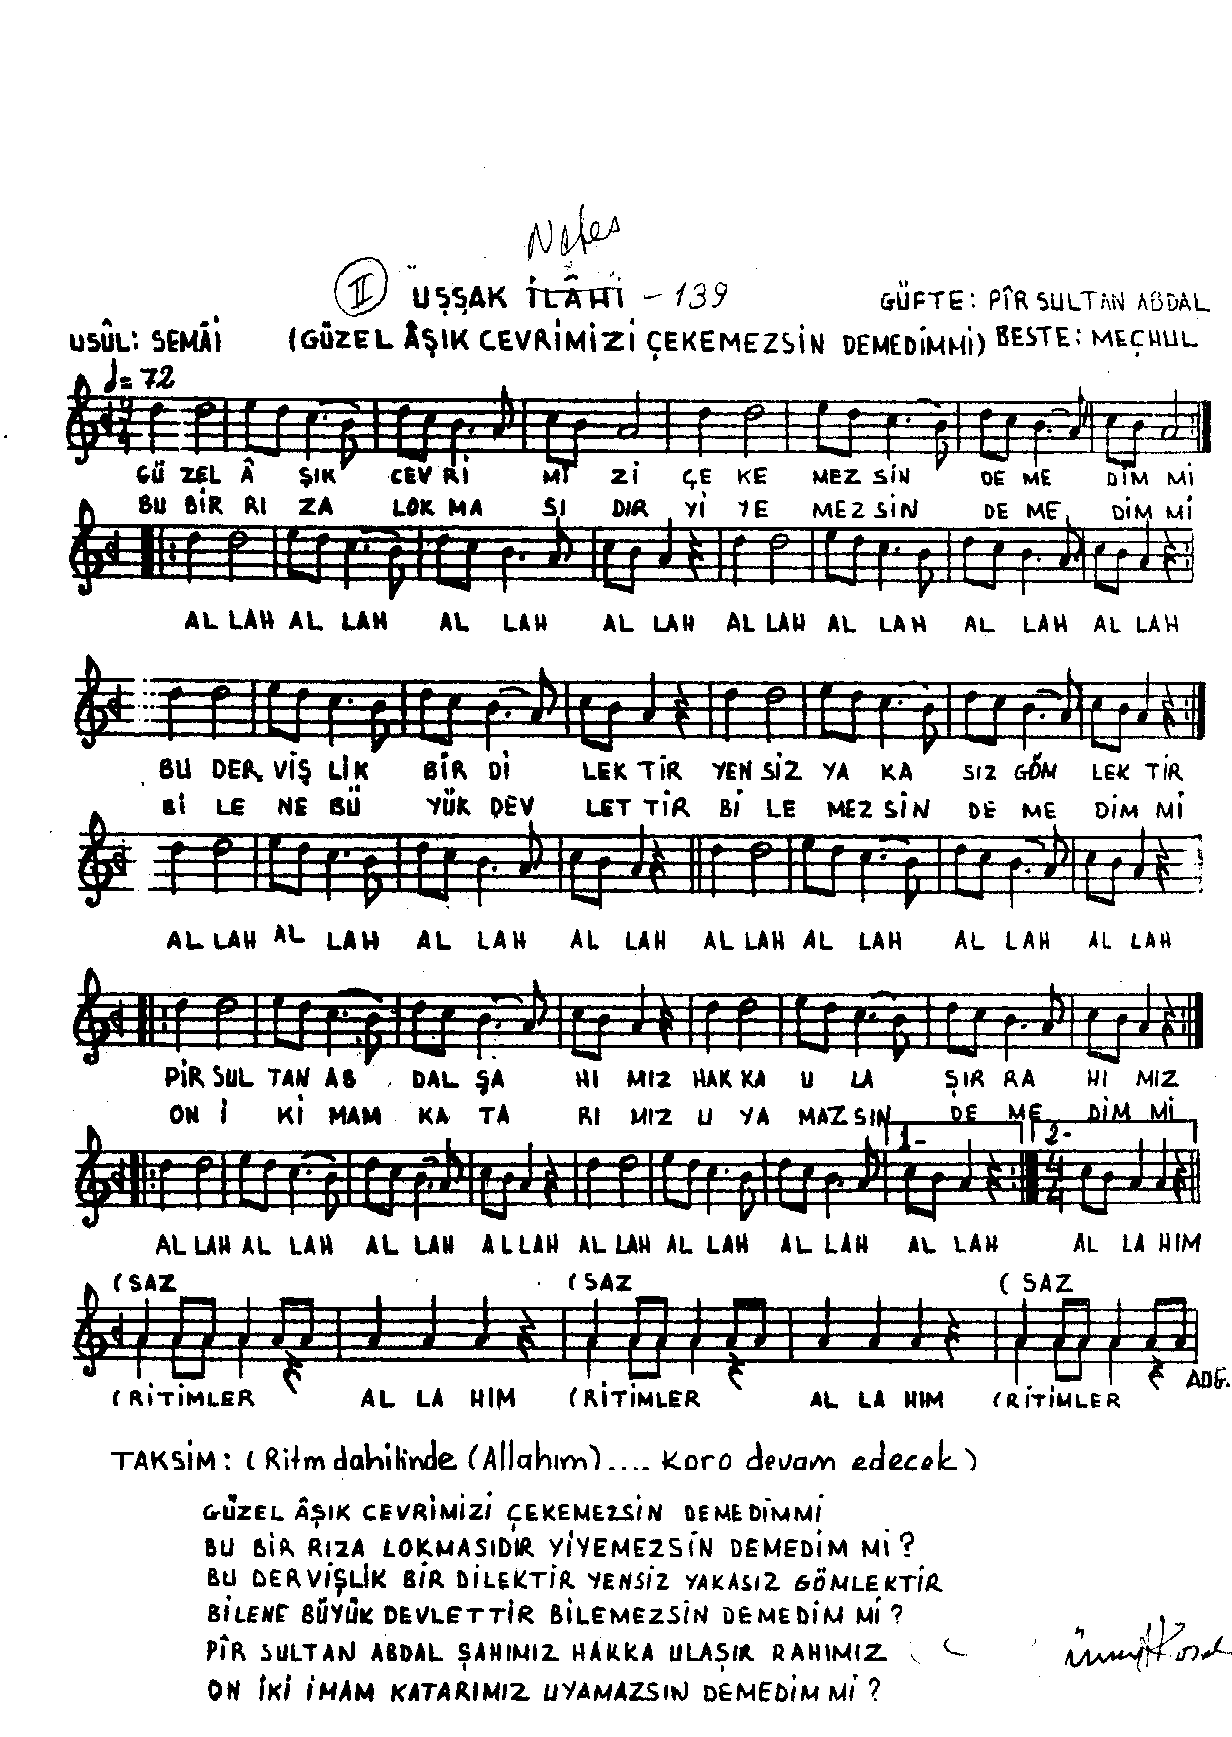 Nefes
II ÜŞŞAK İLÂHİ - 139
GÜFTE: PÎR SULTAN ABDAL
USÛL: SEMÂİ (GÜZEL ÂŞIK CEVRİMİZİ ÇEKEMEZSİN DEMEDİMMİ) BESTE: MEÇHUL
= 72
GÜ ZEL Â ŞIK CEV Rİ Mİ Zİ ÇE KE MEZ SİN DE ME DİM Mİ
BU BİR RI ZA LOK MA SI DIR Yİ YE MEZ SİN DE ME DİM Mİ
AL LAH AL LAH AL LAH AL LAH AL LAH AL LAH AL LAH AL LAH
BU DER VİŞ LİK BİR Dİ LEK TİR YEN SİZ YA KA SIZ GÖM LEK TİR
Bİ LE NE BÜ YÜK DEV LET TİR Bİ LE MEZ SİN DE ME DİM Mİ
AL LAH AL LAH AL LAH AL LAH AL LAH AL LAH AL LAH AL LAH
PİR SUL TAN AB DAL ŞA HI MIZ HAK KA U LA ŞIR RA HI MIZ
ON İ Kİ MAM KA TA RI MIZ U YA MAZ SIN DE ME DİM Mİ
1- 2-
4
4
AL LAH AL LAH AL LAH AL LAH AL LAH AL LAH AL LAH AL LAH AL LA HIM
(SAZ (SAZ ( SAZ
(RİTİMLER AL LA HIM (RİTİMLER AL LA HIM (RİTİMLER
TAKSİM: (Ritm dahilinde (Allahım).... Koro devam edecek)
GÜZEL ÂŞIK CEVRİMİZİ ÇEKEMEZSİN DEMEDİMMİ
BU BİR RIZA LOKMASIDIR YİYEMEZSİN DEMEDİM Mİ?
BU DERVİŞLİK BİR DİLEKTİR YENSİZ YAKASIZ GÖMLEKTİR
BİLENE BÜYÜK DEVLETTİR BİLEMEZSİN DEMEDİM Mİ?
PÎR SULTAN ABDAL ŞAHIMIZ HAKKA ULAŞIR RAHIMIZ
ON İKİ İMAM KATARIMIZ UYAMAZSIN DEMEDİM Mİ?